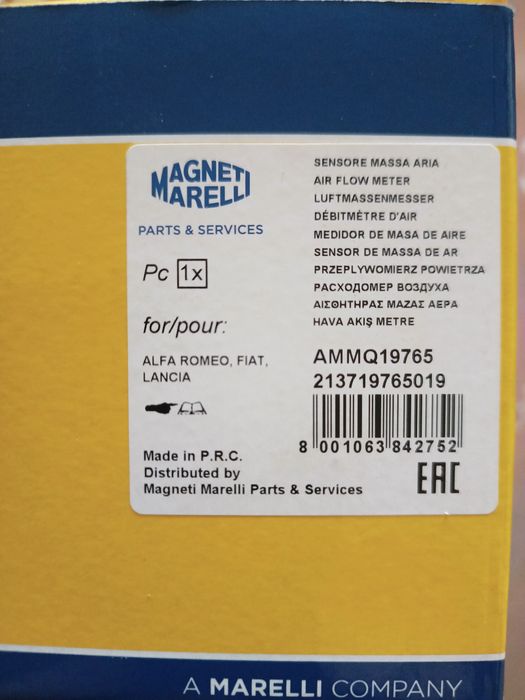 MAGNETI
MARELLI
PARTS & SERVICES
Pc 1x
for/pour:
ALFA ROMEO, FIAT,
LANCIA
SENSORE MASSA ARIA
AIR FLOW METER
LUFTMASSENMESSER
DÉBITMÈTRE D'AIR
MEDIDOR DE MASA DE AIRE
SENSOR DE MASSA DE AR
PRZEPLYWOMIERZ POWIETRZA
РАСХОДОМЕР ВОЗДУХА
ΑΙΣΘΗΤΗΡΑΣ ΜΑΖΑΣ ΑΕΡΑ
HAVA AKIŞ METRE
AMMQ19765
213719765019
8 001063 842752
Made in P.R.C.
Distributed by
Magneti Marelli Parts & Services
EAC
A MARELLI COMPANY